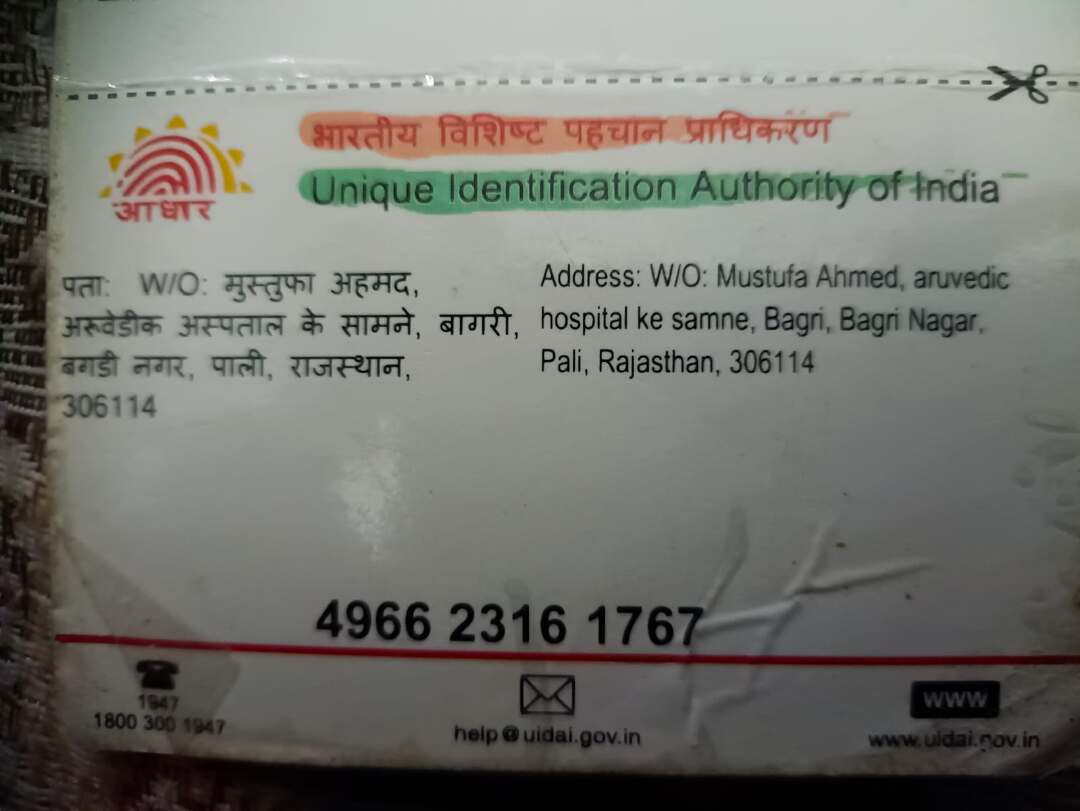 भारतीय विशिष्ट पहचान प्राधिकरण
Unique Identification Authority of India
आधार
पता: W/O: मुस्तुफा अहमद,
अरूवेडीक अस्पताल के सामने, बागरी,
बगडी नगर, पाली, राजस्थान,
306114
Address: W/O: Mustufa Ahmed, aruvedic
hospital ke samne, Bagri, Bagri Nagar,
Pali, Rajasthan, 306114
4966 2316 1767
1947
1800 300 1947
help@uidai.gov.in
www
www.uidai.gov.in